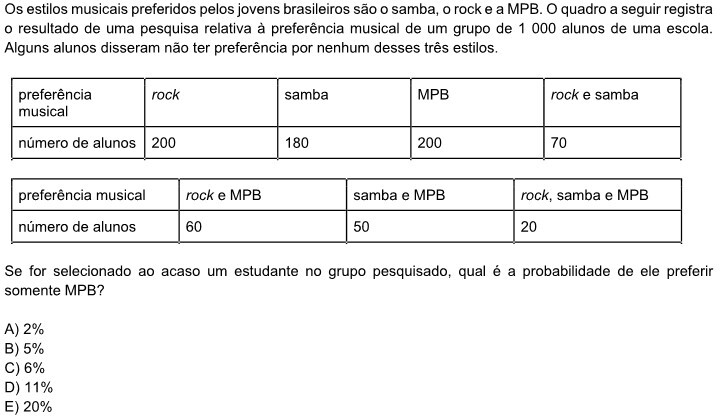 Os estilos musicais preferidos pelos jovens brasileiros são o samba, o rock e a MPB. O quadro a seguir registra
o resultado de uma pesquisa relativa à preferência musical de um grupo de 1 000 alunos de uma escola.
Alguns alunos disseram não ter preferência por nenhum desses três estilos.
preferência musical rock samba MPB rock e samba
número de alunos 200 180 200 70
preferência musical rock e MPB samba e MPB rock, samba e MPB
número de alunos 60 50 20
Se for selecionado ao acaso um estudante no grupo pesquisado, qual é a probabilidade de ele preferir
somente MPB?
A) 2%
B) 5%
C) 6%
D) 11%
E) 20%